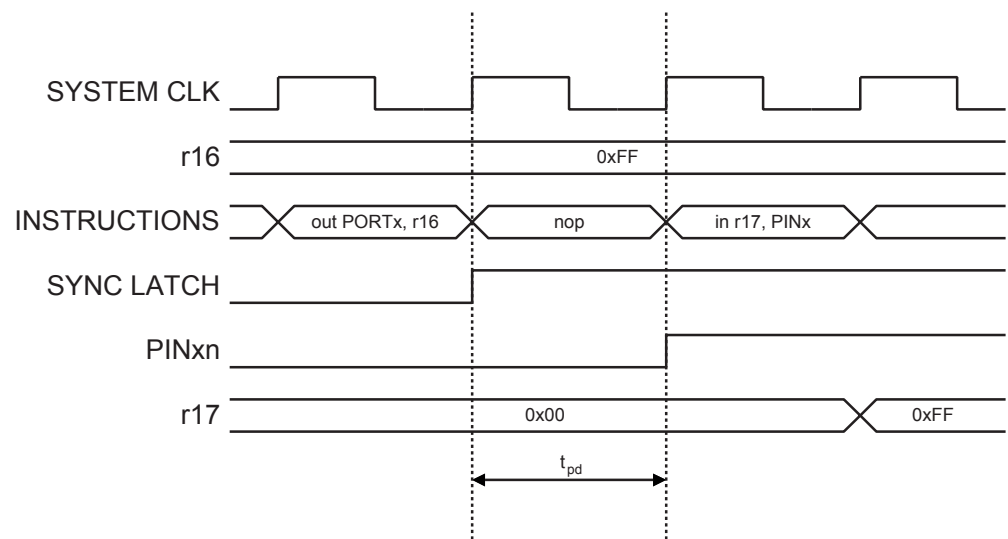 SYSTEM CLK
r16
0xFF
INSTRUCTIONS
out PORTx, r16
nop
in r17, PINx
SYNC LATCH
PINxn
r17
0x00
0xFF
tpd